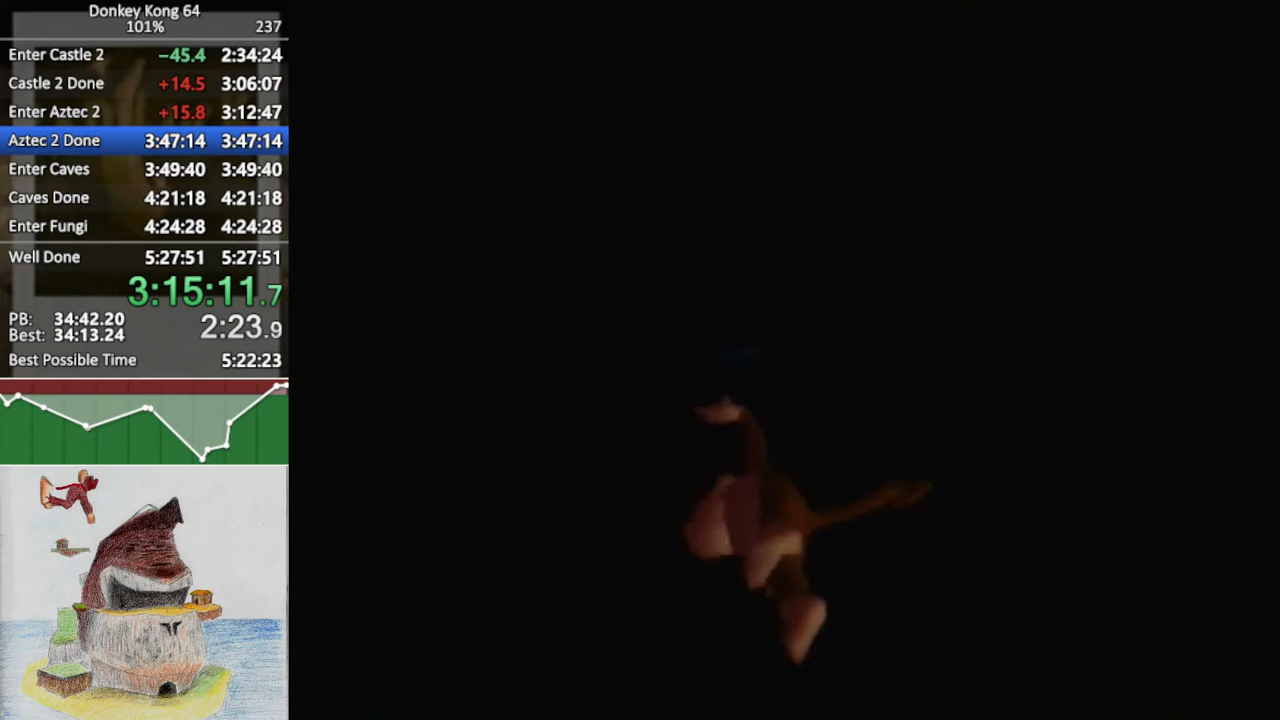 Donkey Kong 64
101% 237
Enter Castle 2 −45.4 2:34:24
Castle 2 Done +14.5 3:06:07
Enter Aztec 2 +15.8 3:12:47
Aztec 2 Done 3:47:14 3:47:14
Enter Caves 3:49:40 3:49:40
Caves Done 4:21:18 4:21:18
Enter Fungi 4:24:28 4:24:28
Well Done 5:27:51 5:27:51
3:15:11.7
PB: 34:42.20
Best: 34:13.24
2:23.9
Best Possible Time 5:22:23